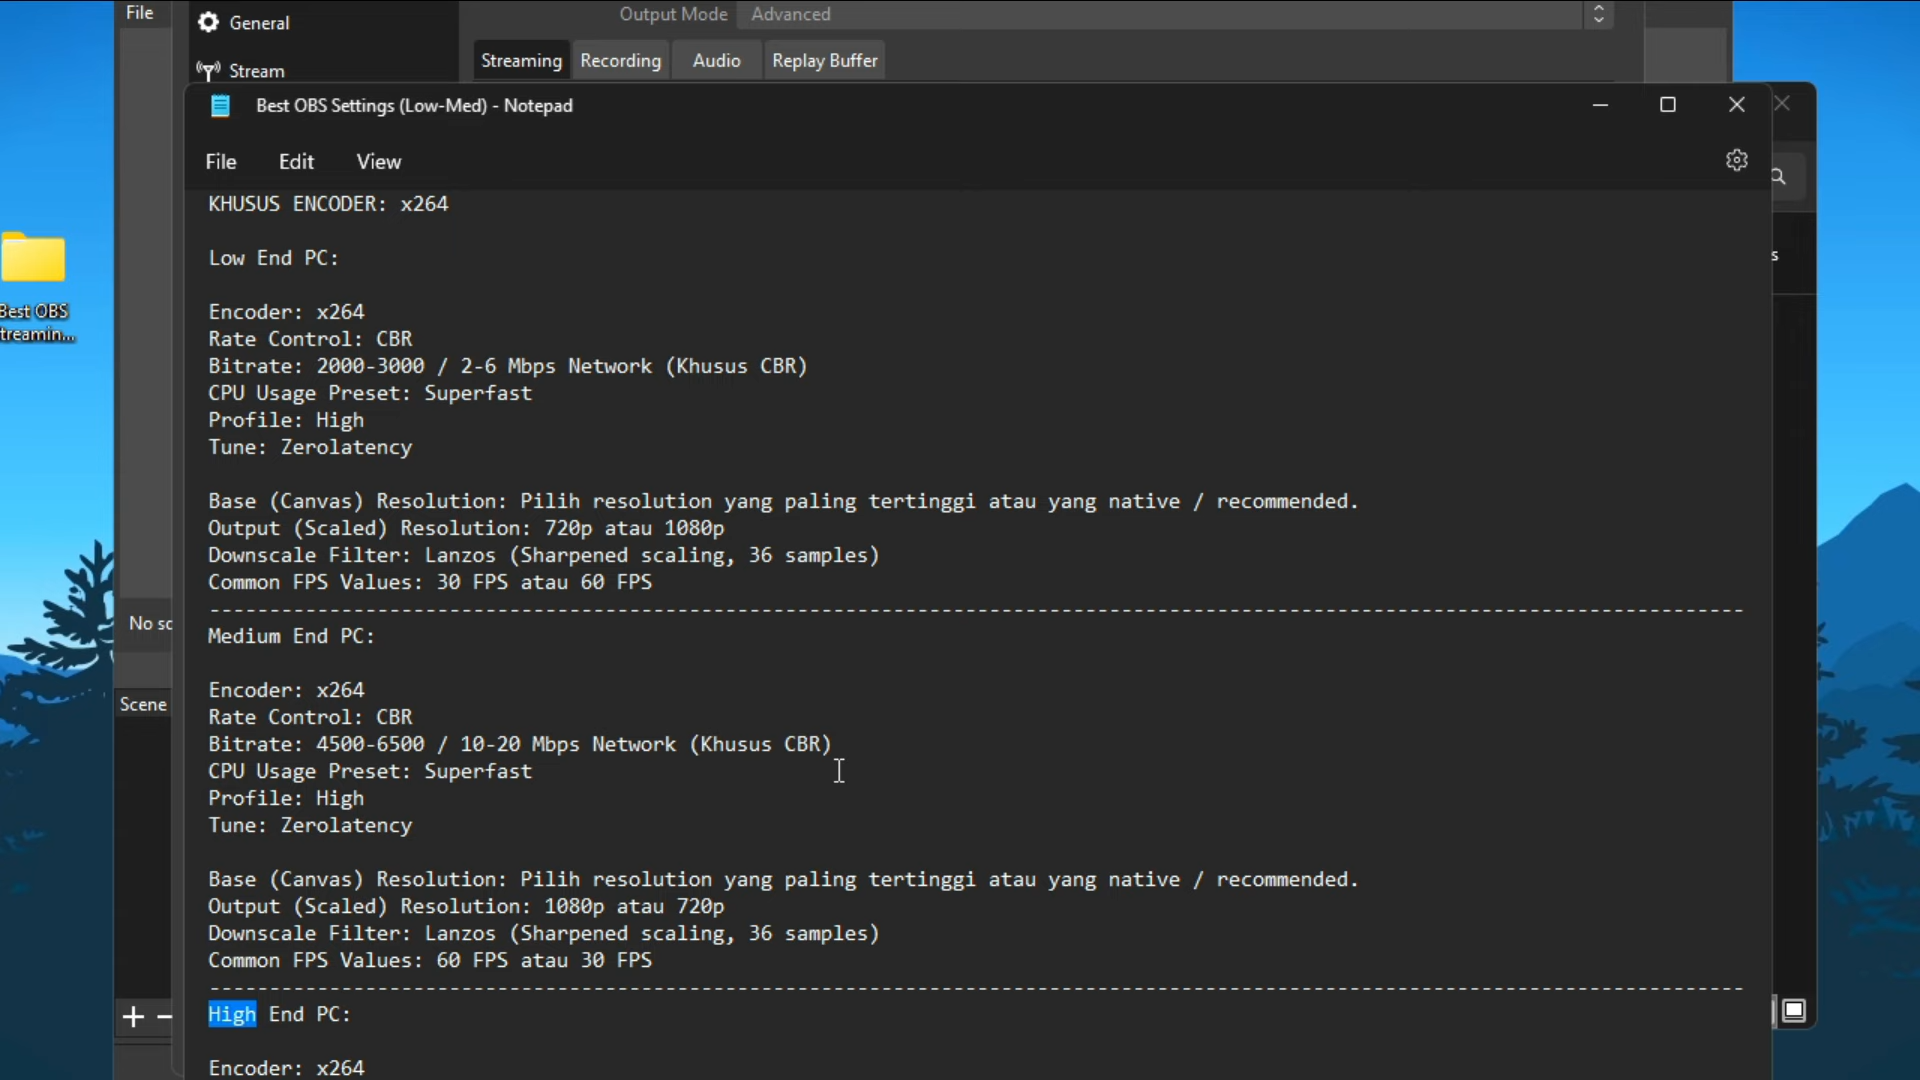 File
General
Output Mode Advanced
Streaming Recording Audio Replay Buffer
Stream
Best OBS Settings (Low-Med) - Notepad
File Edit View
KHUSUS ENCODER: x264
Low End PC:
Encoder: x264
Rate Control: CBR
Bitrate: 2000-3000 / 2-6 Mbps Network (Khusus CBR)
CPU Usage Preset: Superfast
Profile: High
Tune: Zerolatency
Base (Canvas) Resolution: Pilih resolution yang paling tertinggi atau yang native / recommended.
Output (Scaled) Resolution: 720p atau 1080p
Downscale Filter: Lanzos (Sharpened scaling, 36 samples)
Common FPS Values: 30 FPS atau 60 FPS
--------------------------------------------------------------------------------------------------------------------------------
Medium End PC:
Encoder: x264
Rate Control: CBR
Bitrate: 4500-6500 / 10-20 Mbps Network (Khusus CBR)
CPU Usage Preset: Superfast
Profile: High
Tune: Zerolatency
Base (Canvas) Resolution: Pilih resolution yang paling tertinggi atau yang native / recommended.
Output (Scaled) Resolution: 1080p atau 720p
Downscale Filter: Lanzos (Sharpened scaling, 36 samples)
Common FPS Values: 60 FPS atau 30 FPS
--------------------------------------------------------------------------------------------------------------------------------
High End PC:
Encoder: x264
Best OBS
treamin...
No sc
Scene
s